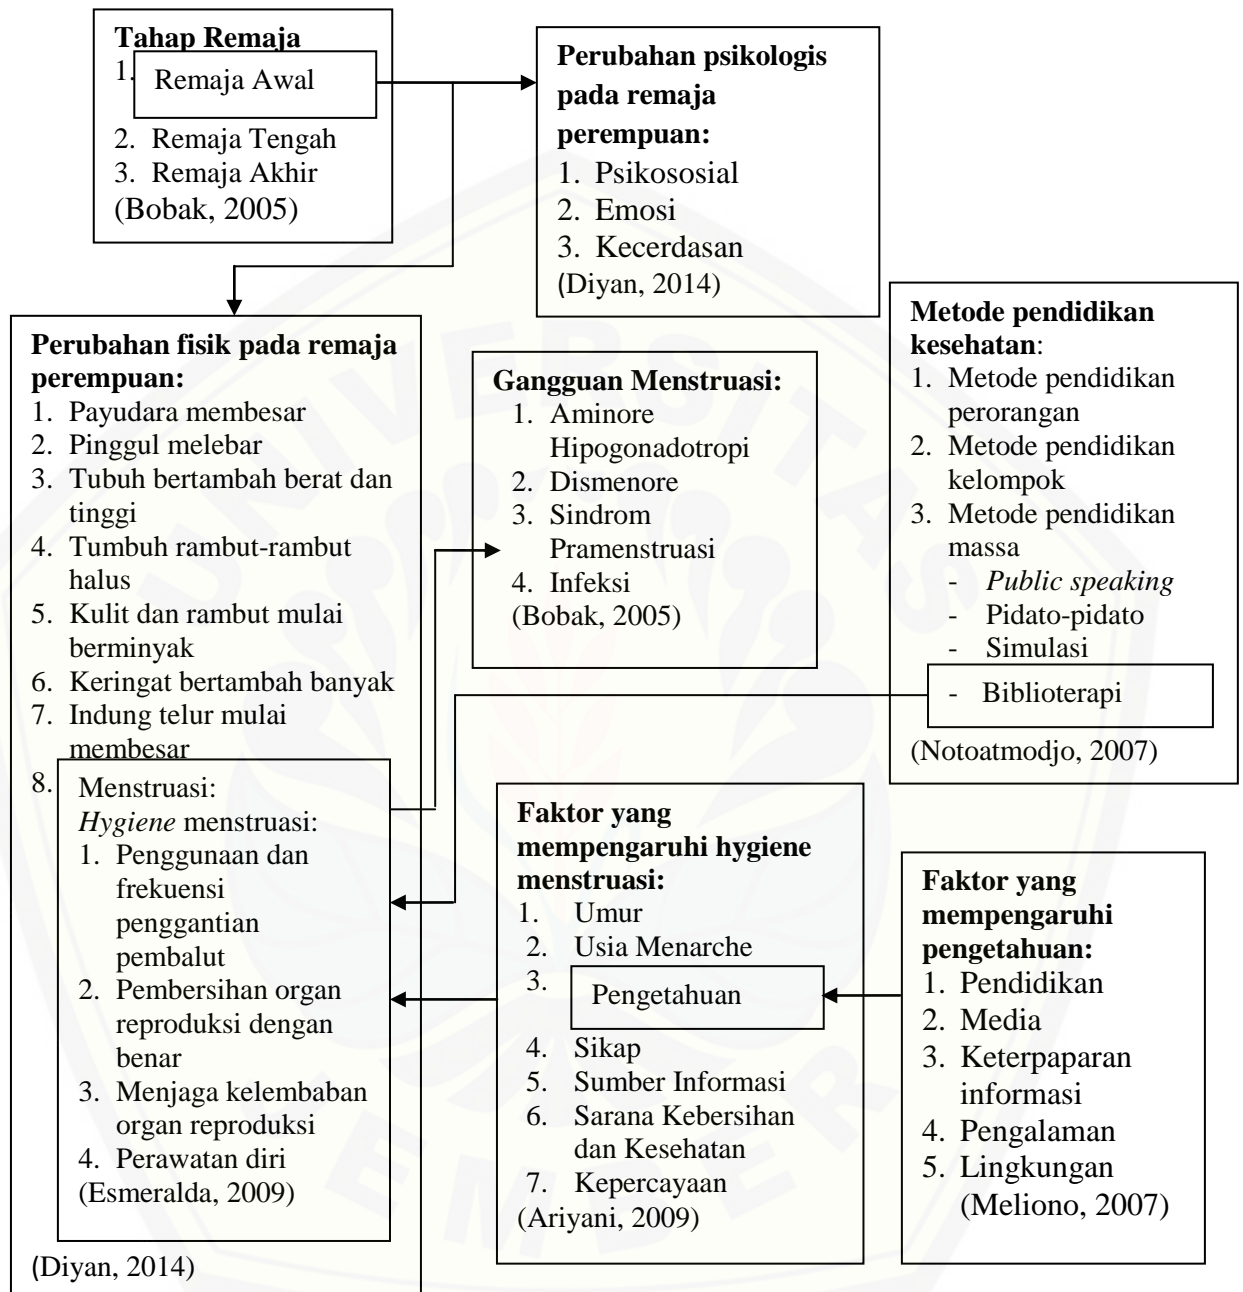 Tahap Remaja
1. Remaja Awal
2. Remaja Tengah
3. Remaja Akhir
(Bobak, 2005)
Perubahan psikologis
pada remaja
perempuan:
1. Psikososial
2. Emosi
3. Kecerdasan
(Diyan, 2014)
Perubahan fisik pada remaja
perempuan:
1. Payudara membesar
2. Pinggul melebar
3. Tubuh bertambah berat dan
tinggi
4. Tumbuh rambut-rambut
halus
5. Kulit dan rambut mulai
berminyak
6. Keringat bertambah banyak
7. Indung telur mulai
membesar
8. Menstruasi:
Hygiene menstruasi:
1. Penggunaan dan
frekuensi
penggantian
pembalut
2. Pembersihan organ
reproduksi dengan
benar
3. Menjaga kelembaban
organ reproduksi
4. Perawatan diri
(Esmeralda, 2009)
(Diyan, 2014)
Gangguan Menstruasi:
1. Aminore
Hipogonadotropi
2. Dismenore
3. Sindrom
Pramenstruasi
4. Infeksi
(Bobak, 2005)
Metode pendidikan
kesehatan:
1. Metode pendidikan
perorangan
2. Metode pendidikan
kelompok
3. Metode pendidikan
massa
- Public speaking
- Pidato-pidato
- Simulasi
- Biblioterapi
(Notoatmodjo, 2007)
Faktor yang
mempengaruhi hygiene
menstruasi:
1. Umur
2. Usia Menarche
3. Pengetahuan
4. Sikap
5. Sumber Informasi
6. Sarana Kebersihan
dan Kesehatan
7. Kepercayaan
(Ariyani, 2009)
Faktor yang
mempengaruhi
pengetahuan:
1. Pendidikan
2. Media
3. Keterpaparan
informasi
4. Pengalaman
5. Lingkungan
(Meliono, 2007)
UNIVERSITAS
JEMBER